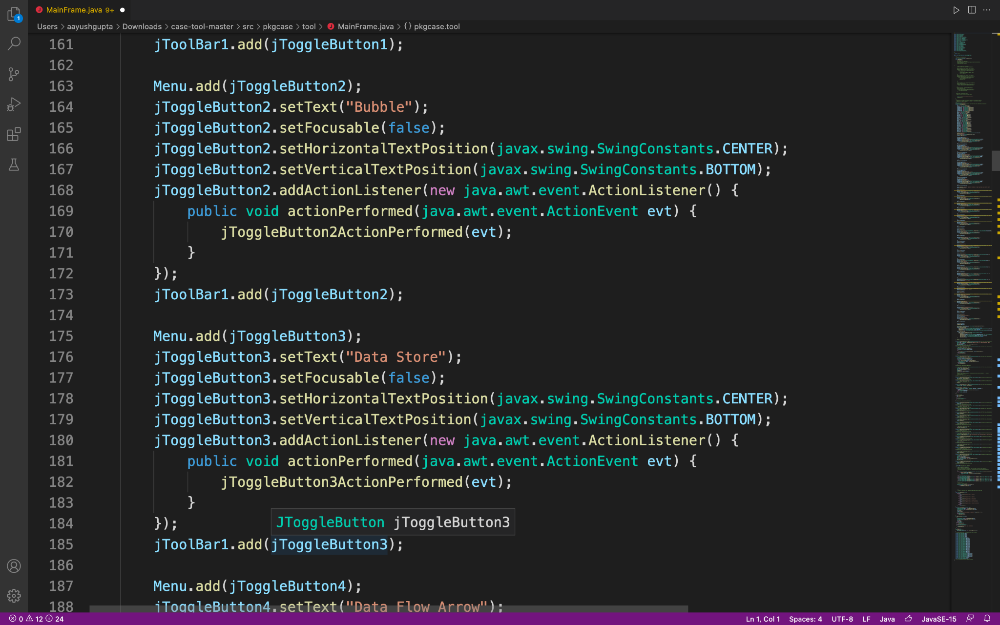 MainFrame.java 9+
1
Users > aayushgupta > Downloads > case-tool-master > src > pkgcase > tool > MainFrame.java > {} pkgcase.tool
161 jToolBar1.add(jToggleButton1);
162
163 Menu.add(jToggleButton2);
164 jToggleButton2.setText("Bubble");
165 jToggleButton2.setFocusable(false);
166 jToggleButton2.setHorizontalTextPosition(javax.swing.SwingConstants.CENTER);
167 jToggleButton2.setVerticalTextPosition(javax.swing.SwingConstants.BOTTOM);
168 jToggleButton2.addActionListener(new java.awt.event.ActionListener() {
169 public void actionPerformed(java.awt.event.ActionEvent evt) {
170 jToggleButton2ActionPerformed(evt);
171 }
172 });
173 jToolBar1.add(jToggleButton2);
174
175 Menu.add(jToggleButton3);
176 jToggleButton3.setText("Data Store");
177 jToggleButton3.setFocusable(false);
178 jToggleButton3.setHorizontalTextPosition(javax.swing.SwingConstants.CENTER);
179 jToggleButton3.setVerticalTextPosition(javax.swing.SwingConstants.BOTTOM);
180 jToggleButton3.addActionListener(new java.awt.event.ActionListener() {
181 public void actionPerformed(java.awt.event.ActionEvent evt) {
182 jToggleButton3ActionPerformed(evt);
183 }
JToggleButton jToggleButton3
184 });
185 jToolBar1.add(jToggleButton3);
186
187 Menu.add(jToggleButton4);
188 jToggleButton4.setText("Data Flow Arrow");
0 12 24 Ln 1, Col 1 Spaces: 4 UTF-8 LF Java JavaSE-15